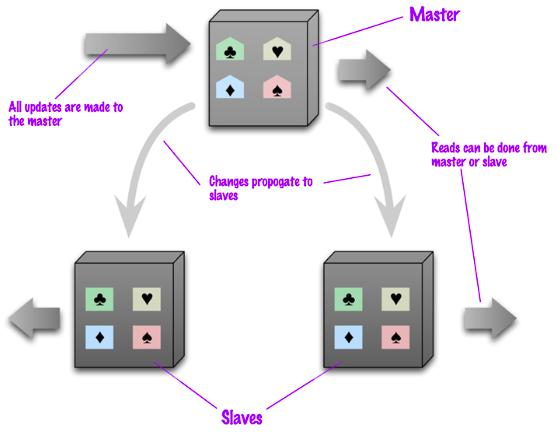 Master
All updates are made to
the master
Reads can be done from
master or slave
Changes propogate to
slaves
Slaves